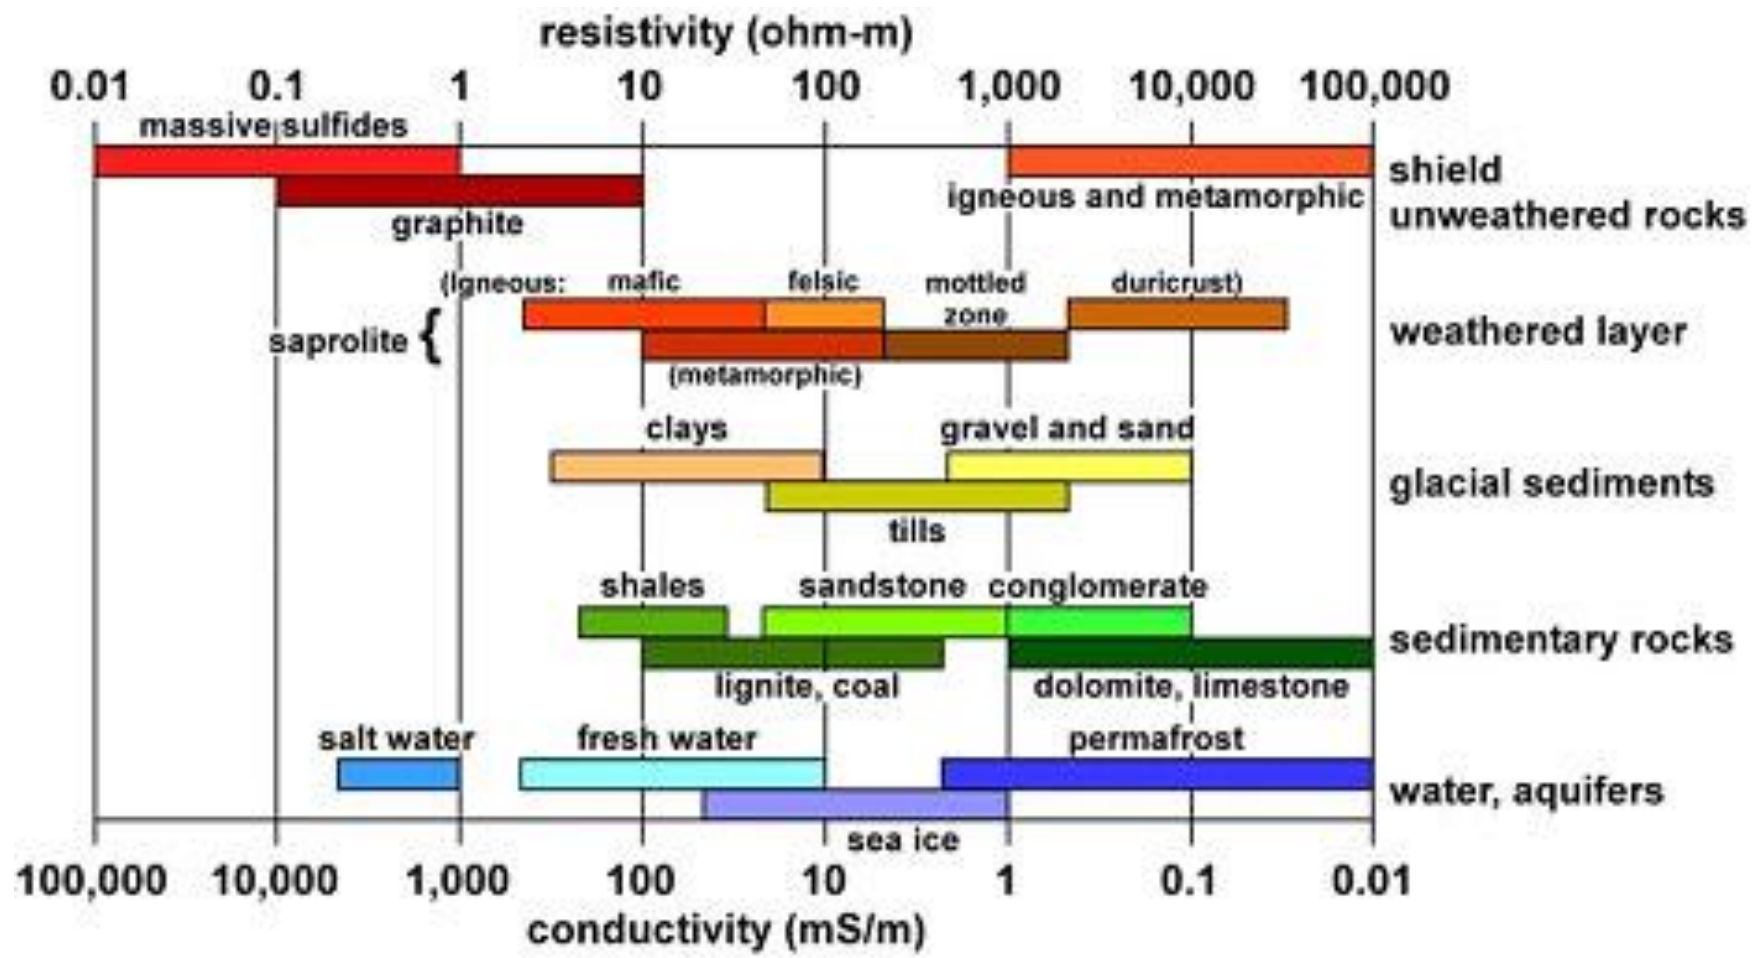 resistivity (ohm-m)
0.01 0.1 1 10 100 1,000 10,000 100,000
massive sulfides
shield
igneous and metamorphic
unweathered rocks
graphite
(Igneous: mafic felsic mottled duricrust)
zone
saprolite { weathered layer
(metamorphic)
clays gravel and sand
glacial sediments
tills
shales sandstone conglomerate
sedimentary rocks
lignite, coal dolomite, limestone
salt water fresh water permafrost
water, aquifers
sea ice
100,000 10,000 1,000 100 10 1 0.1 0.01
conductivity (mS/m)